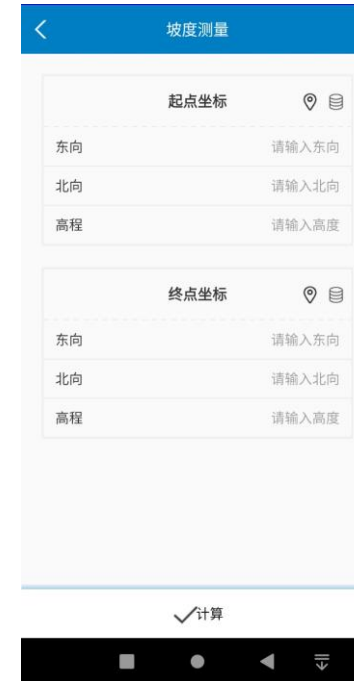 坡度测量
起点坐标
东向 请输入东向
北向 请输入北向
高程 请输入高度
终点坐标
东向 请输入东向
北向 请输入北向
高程 请输入高度
计算